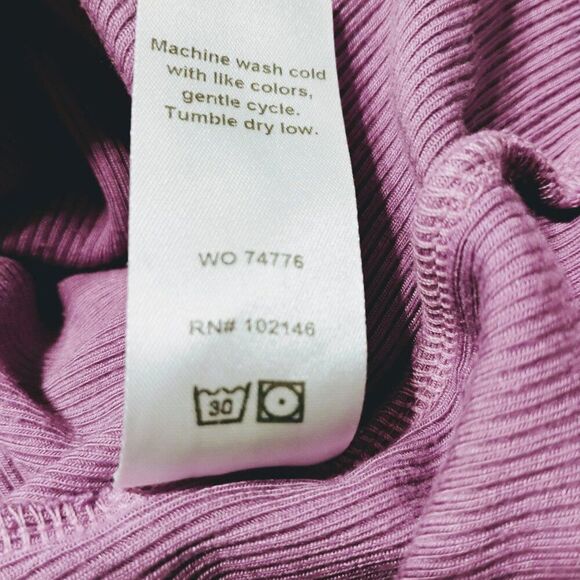 Machine wash cold
with like colors,
gentle cycle.
Tumble dry low.
WO 74776
RN# 102146
30